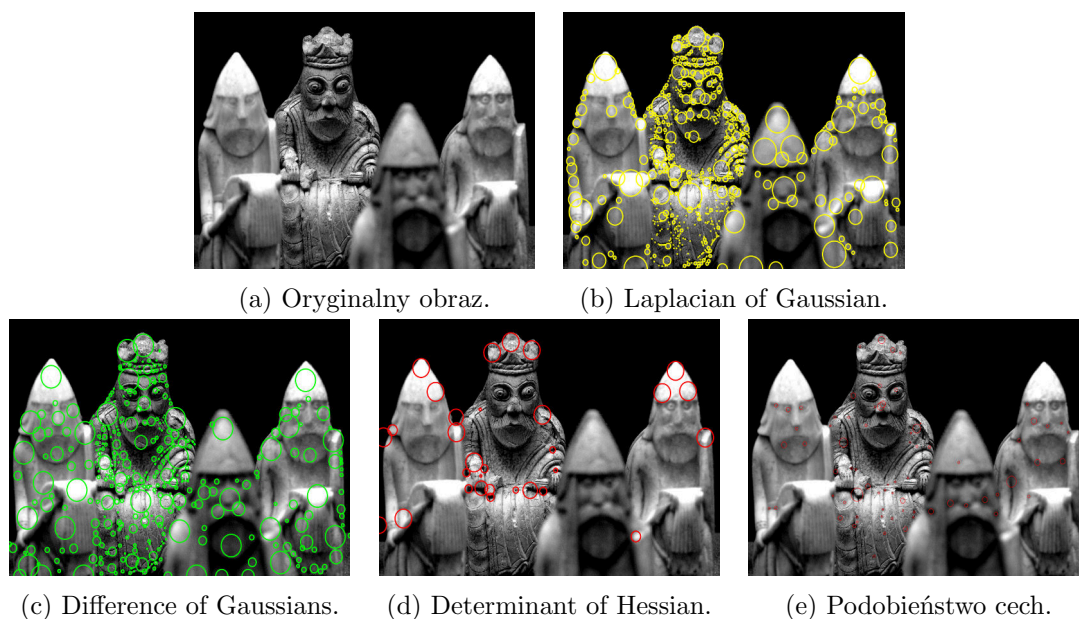 (a) Oryginalny obraz.
(b) Laplacian of Gaussian.
(c) Difference of Gaussians.
(d) Determinant of Hessian.
(e) Podobieństwo cech.